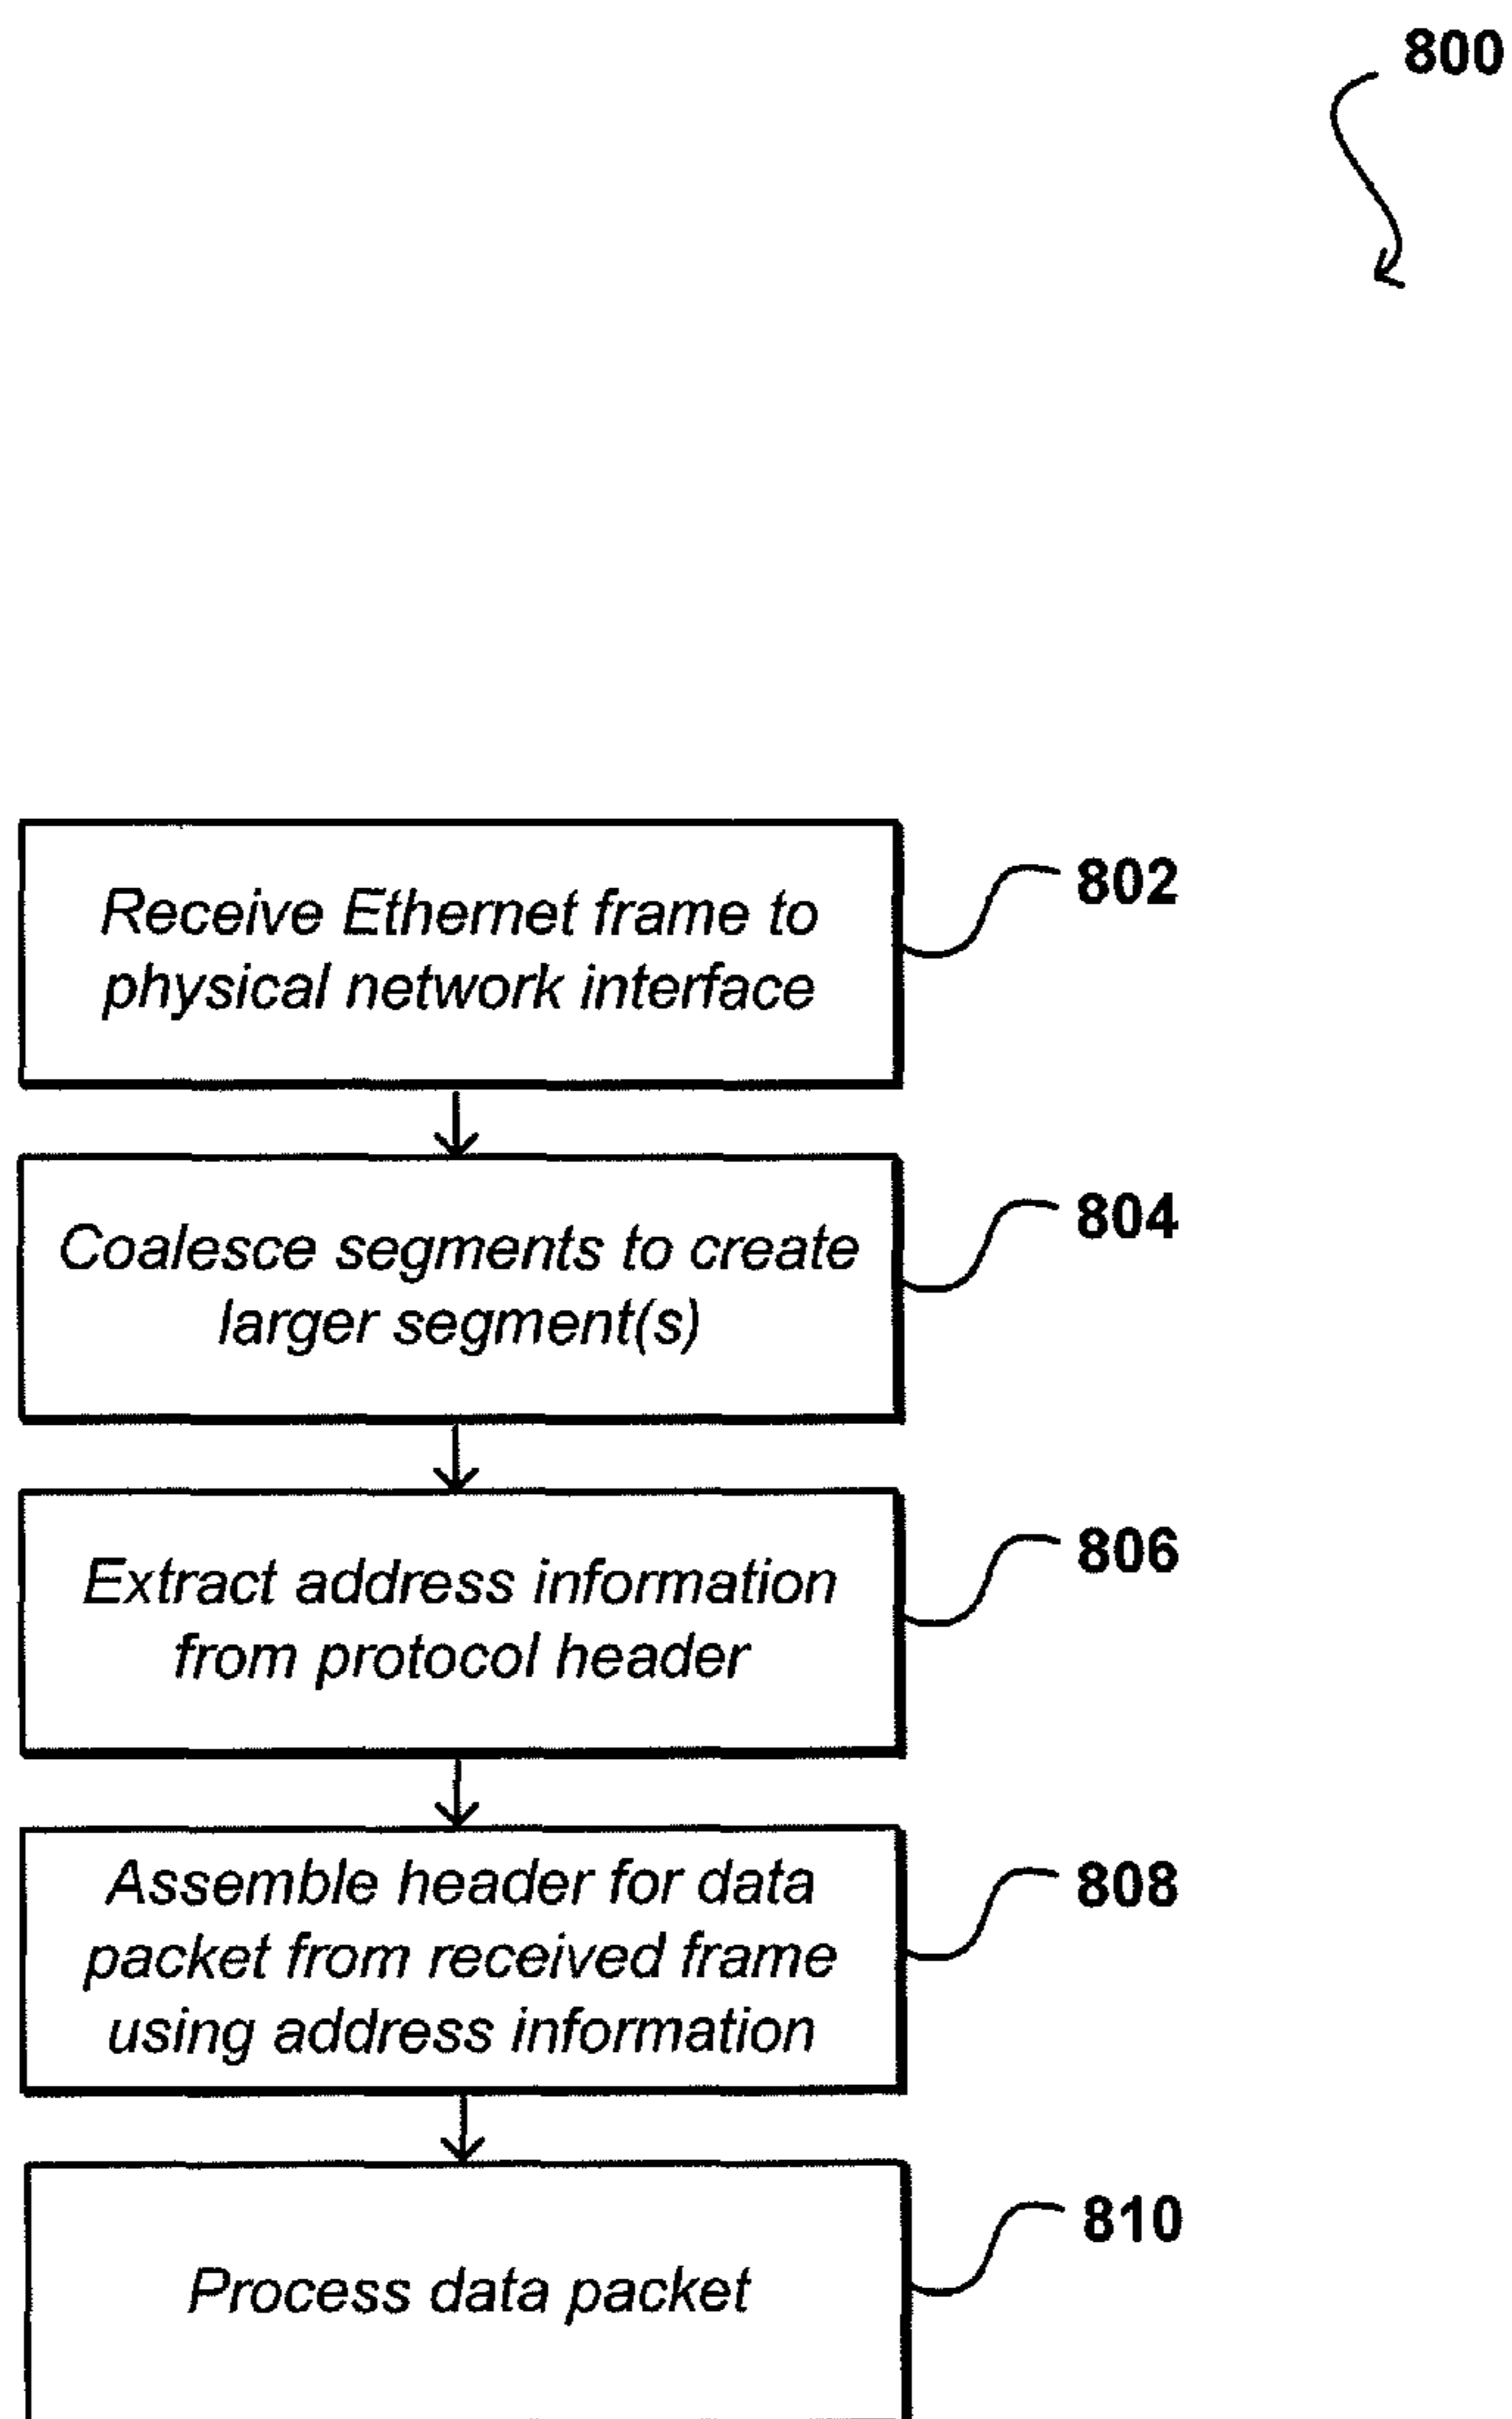 800
Receive Ethernet frame to
physical network interface
802
Coalesce segments to create
larger segment(s)
804
Extract address information
from protocol header
806
Assemble header for data
packet from received frame
using address information
808
Process data packet
810